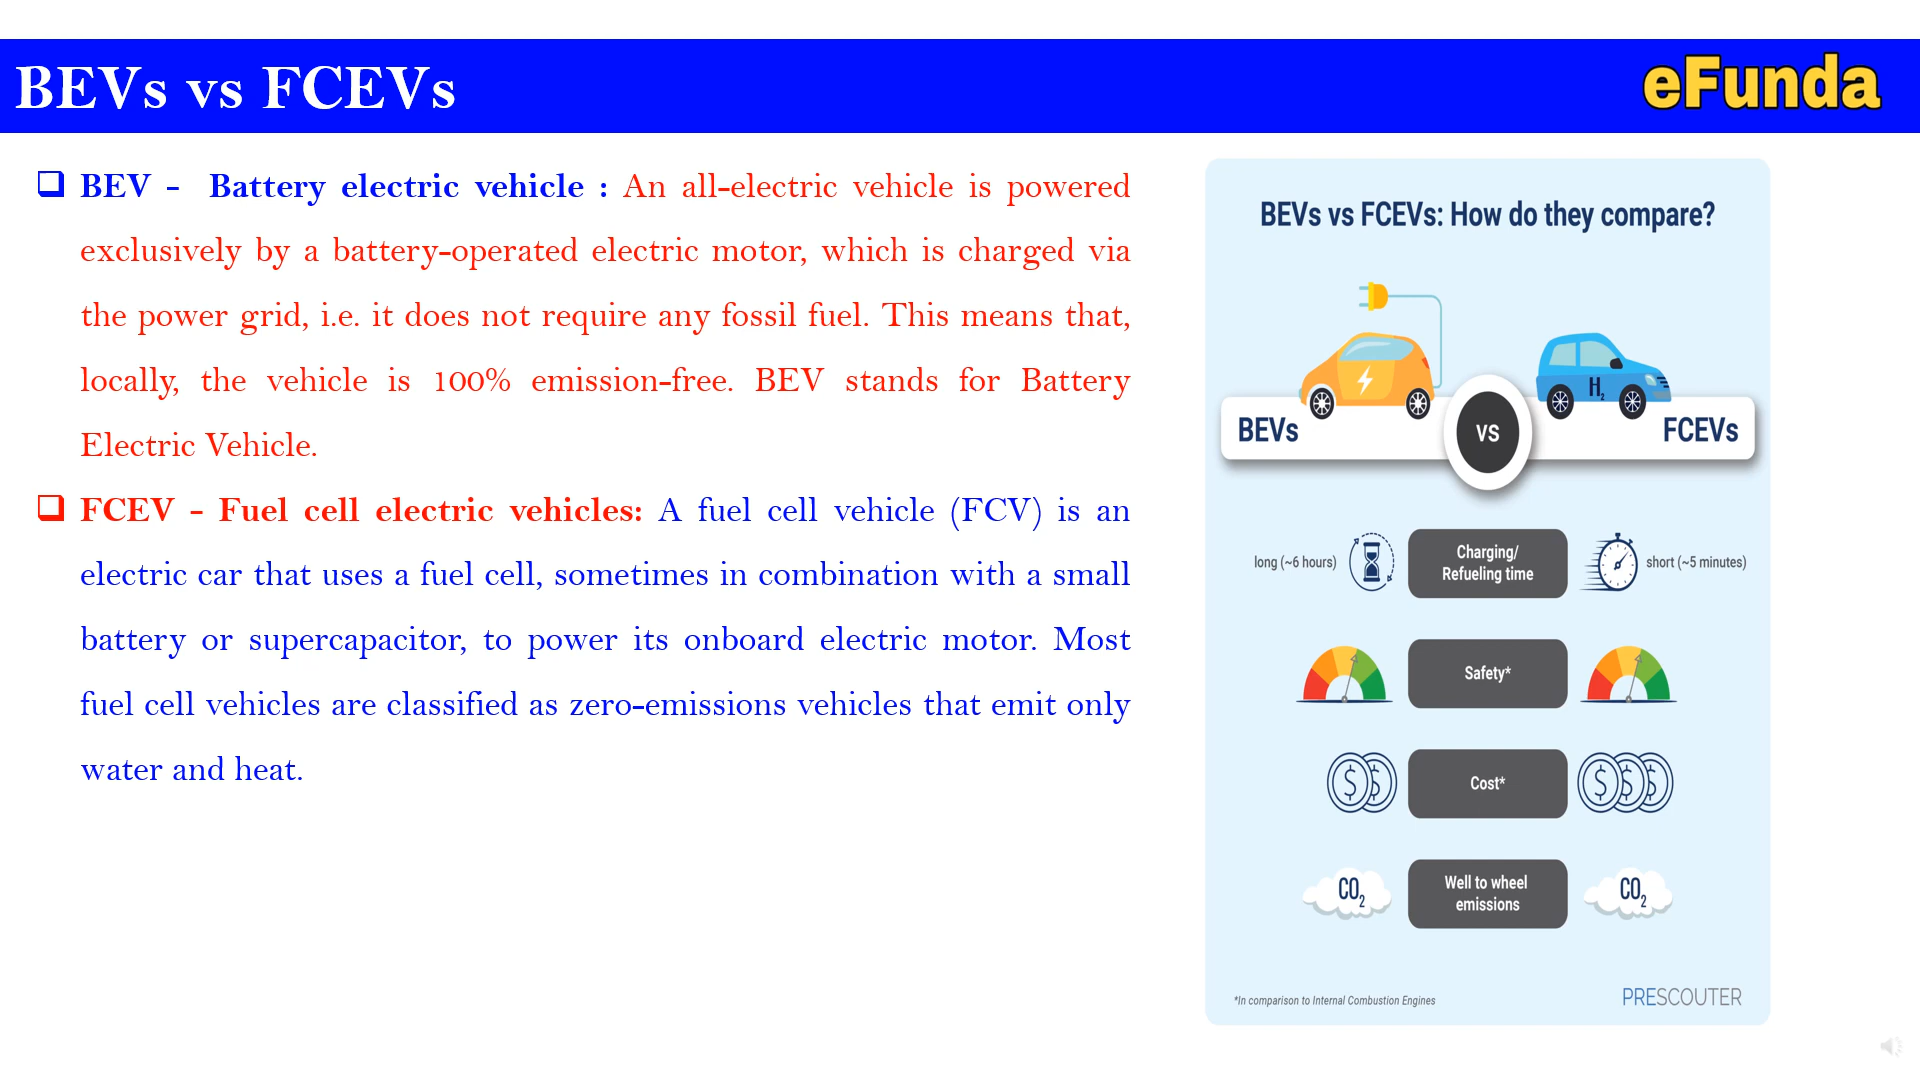 BEVs vs FCEVs
eFunda
BEV - Battery electric vehicle : An all-electric vehicle is powered
exclusively by a battery-operated electric motor, which is charged via
the power grid, i.e. it does not require any fossil fuel. This means that,
locally, the vehicle is 100% emission-free. BEV stands for Battery
Electric Vehicle.
FCEV - Fuel cell electric vehicles: A fuel cell vehicle (FCV) is an
electric car that uses a fuel cell, sometimes in combination with a small
battery or supercapacitor, to power its onboard electric motor. Most
fuel cell vehicles are classified as zero-emissions vehicles that emit only
water and heat.
BEVs vs FCEVs: How do they compare?
H2
BEVs VS FCEVs
long (~6 hours)
Charging/
Refueling time
short (~5 minutes)
Safety*
$ $ Cost* $ $ $
CO2
Well to wheel
emissions
CO2
*In comparison to Internal Combustion Engines
PRESCOUTER